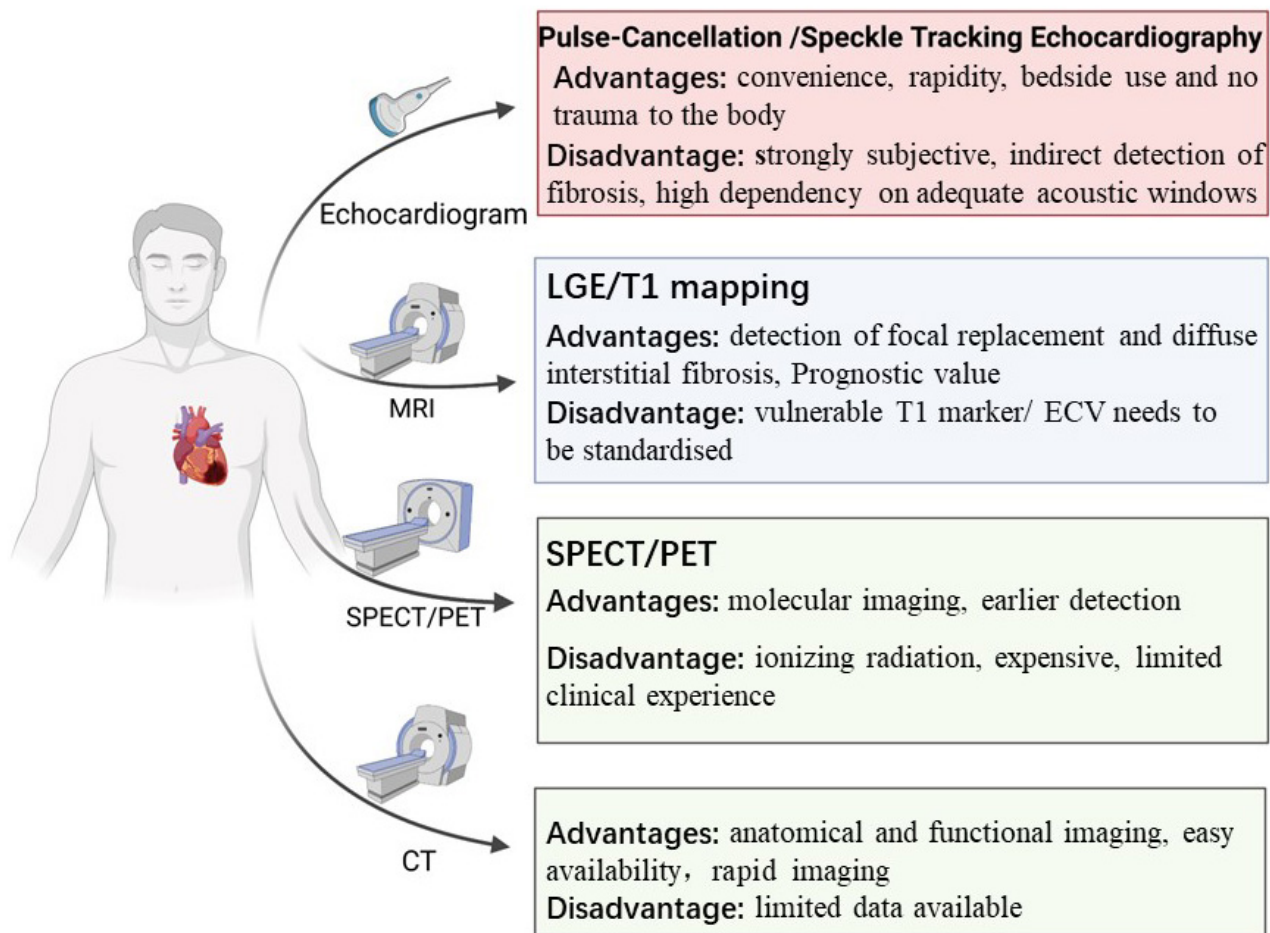 Pulse-Cancellation /Speckle Tracking Echocardiography
Advantages: convenience, rapidity, bedside use and no
trauma to the body
Disadvantage: strongly subjective, indirect detection of
fibrosis, high dependency on adequate acoustic windows
Echocardiogram
LGE/T1 mapping
Advantages: detection of focal replacement and diffuse
interstitial fibrosis, Prognostic value
Disadvantage: vulnerable T1 marker/ ECV needs to
be standardised
MRI
SPECT/PET
Advantages: molecular imaging, earlier detection
Disadvantage: ionizing radiation, expensive, limited
clinical experience
SPECT/PET
Advantages: anatomical and functional imaging, easy
availability，rapid imaging
Disadvantage: limited data available
CT